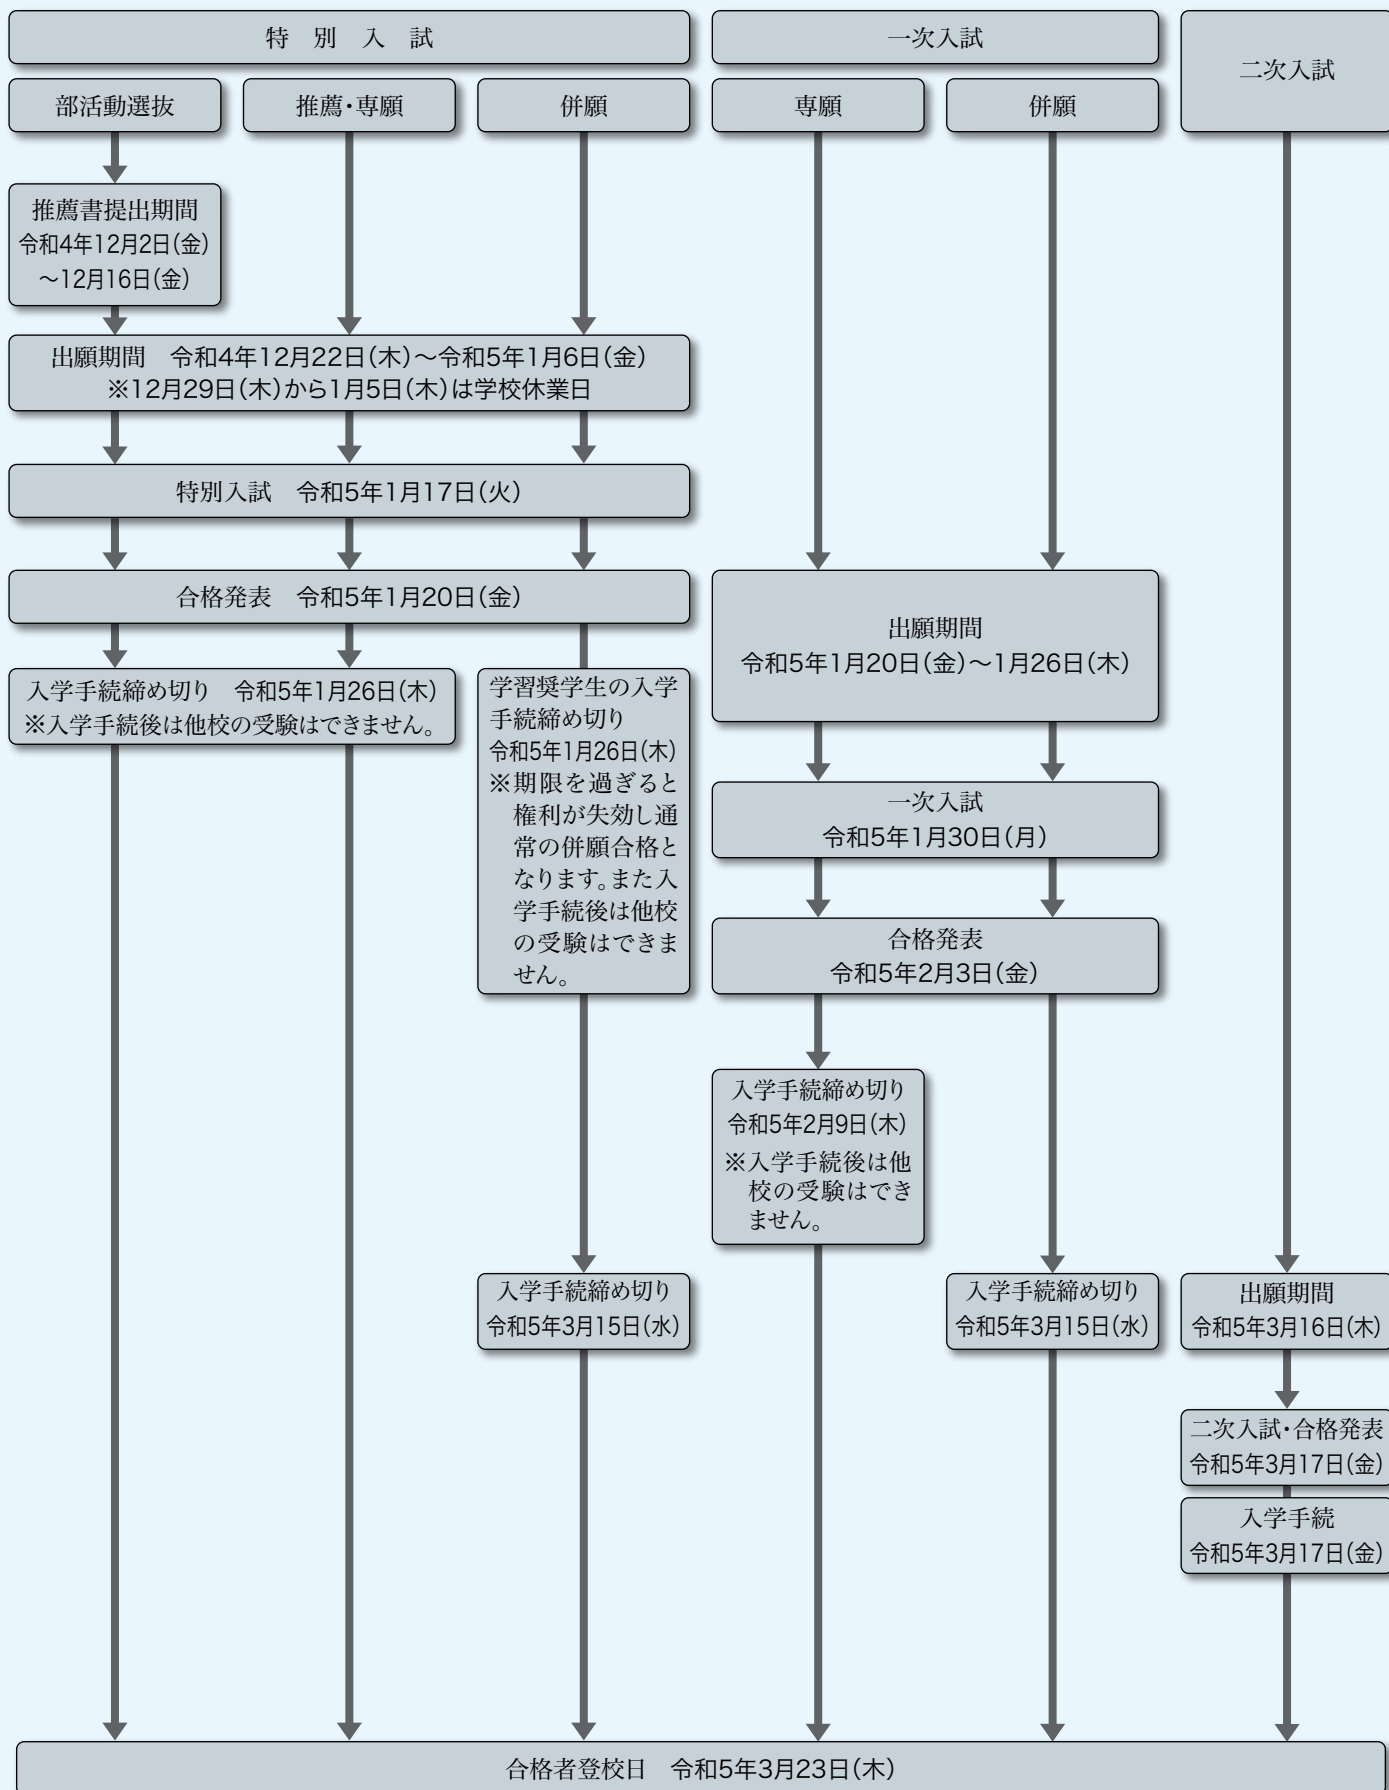 特別入試
一次入試
二次入試
部活動選抜
推薦・専願
併願
専願
併願
推薦書提出期間
令和4年12月2日(金)
～12月16日(金)
出願期間　令和4年12月22日(木)～令和5年1月6日(金)
※12月29日(木)から1月5日(木)は学校休業日
特別入試　令和5年1月17日(火)
合格発表　令和5年1月20日(金)
入学手続締め切り　令和5年1月26日(木)
※入学手続後は他校の受験はできません。
学習奨学生の入学
手続締め切り
令和5年1月26日(木)
※期限を過ぎると
権利が失効し通
常の併願合格と
なります。また入
学手続後は他校
の受験はできま
せん。
出願期間
令和5年1月20日(金)～1月26日(木)
一次入試
令和5年1月30日(月)
合格発表
令和5年2月3日(金)
入学手続締め切り
令和5年2月9日(木)
※入学手続後は他
校の受験はでき
ません。
入学手続締め切り
令和5年3月15日(水)
入学手続締め切り
令和5年3月15日(水)
出願期間
令和5年3月16日(木)
二次入試・合格発表
令和5年3月17日(金)
入学手続
令和5年3月17日(金)
合格者登校日　令和5年3月23日(木)